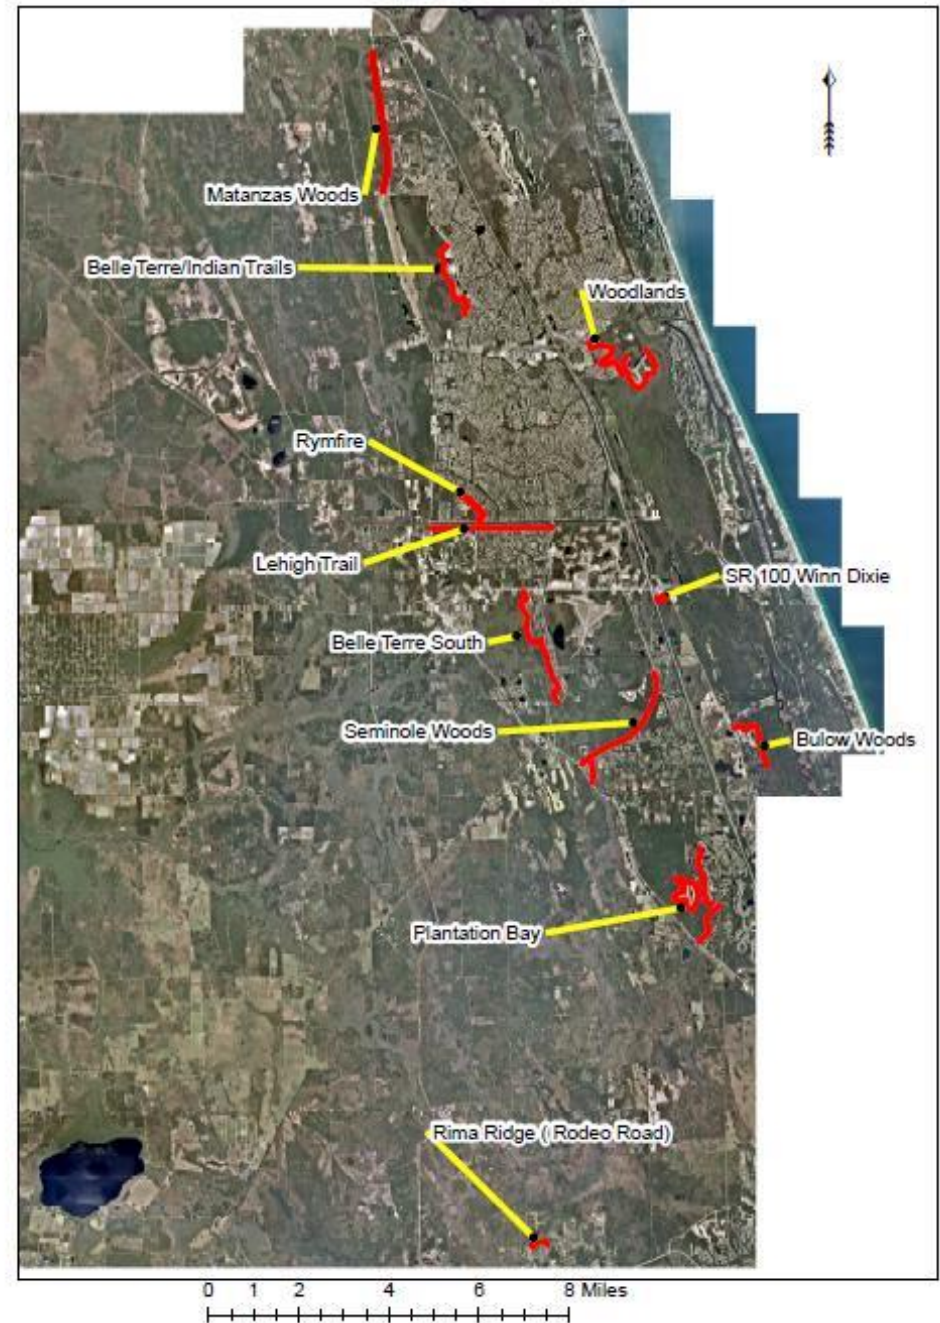 Matanzas Woods
Belle Terre/Indian Trails
Woodlands
Rymfire
Lehigh Trail
SR 100 Winn Dixie
Belle Terre South
Seminole Woods
Bulow Woods
Plantation Bay
Rima Ridge ( Rodeo Road)
0 1 2 4 6 8 Miles